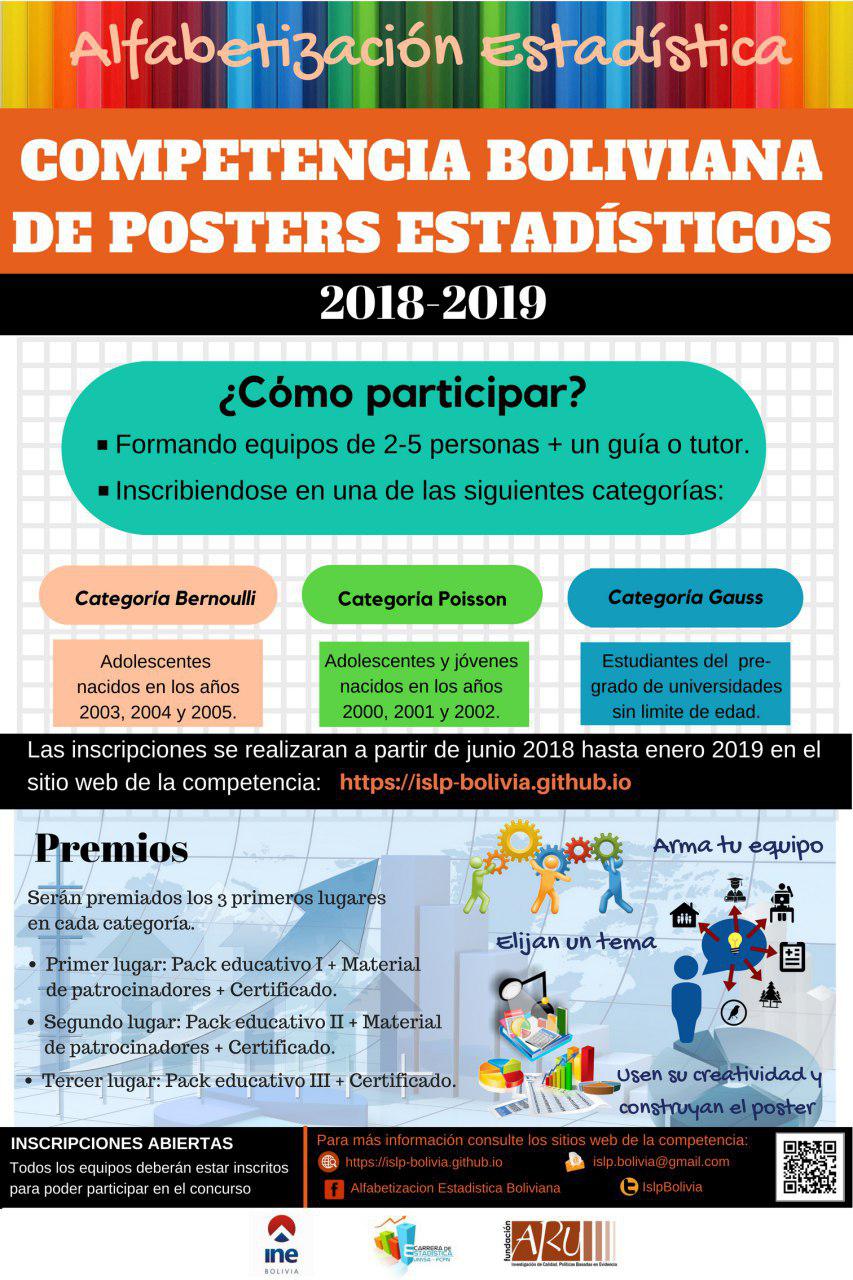 Alfabetización Estadística
COMPETENCIA BOLIVIANA
DE POSTERS ESTADÍSTICOS
2018-2019
¿Cómo participar?
▪ Formando equipos de 2-5 personas + un guía o tutor.
▪ Inscribiendose en una de las siguientes categorías:
Categoría Bernoulli
Adolescentes
nacidos en los años
2003, 2004 y 2005.
Categoría Poisson
Adolescentes y jóvenes
nacidos en los años
2000, 2001 y 2002.
Categoría Gauss
Estudiantes del pre-
grado de universidades
sin limite de edad.
Las inscripciones se realizaran a partir de junio 2018 hasta enero 2019 en el
sitio web de la competencia: https://islp-bolivia.github.io
Premios
Serán premiados los 3 primeros lugares
en cada categoría.
• Primer lugar: Pack educativo I + Material
de patrocinadores + Certificado.
• Segundo lugar: Pack educativo II + Material
de patrocinadores + Certificado.
• Tercer lugar: Pack educativo III + Certificado.
Arma tu equipo
Elijan un tema
Usen su creatividad y
construyan el poster
INSCRIPCIONES ABIERTAS
Todos los equipos deberán estar inscritos
para poder participar en el concurso
Para más información consulte los sitios web de la competencia:
https://islp-bolivia.github.io
islp.bolivia@gmail.com
Alfabetizacion Estadistica Boliviana
IslpBolivia
ine
BOLIVIA
CARRERA DE
ESTADÍSTICA
UMSA - FCPN
fundación
ARU
Investigación de Calidad, Políticas Basadas en Evidencia